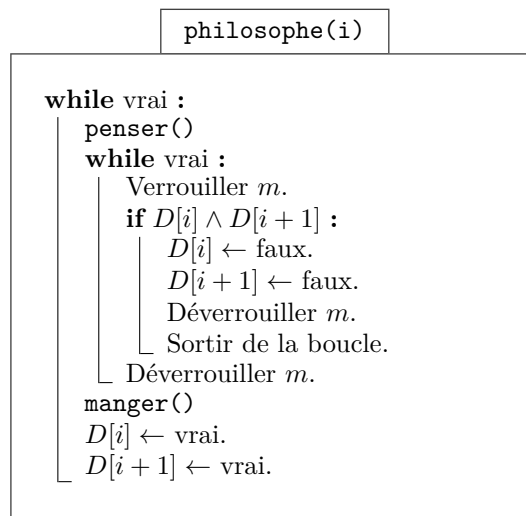 philosophe(i)
while vrai :
penser()
while vrai :
Verrouiller m.
if D[i] ∧ D[i + 1] :
D[i] ← faux.
D[i + 1] ← faux.
Déverrouiller m.
Sortir de la boucle.
Déverrouiller m.
manger()
D[i] ← vrai.
D[i + 1] ← vrai.